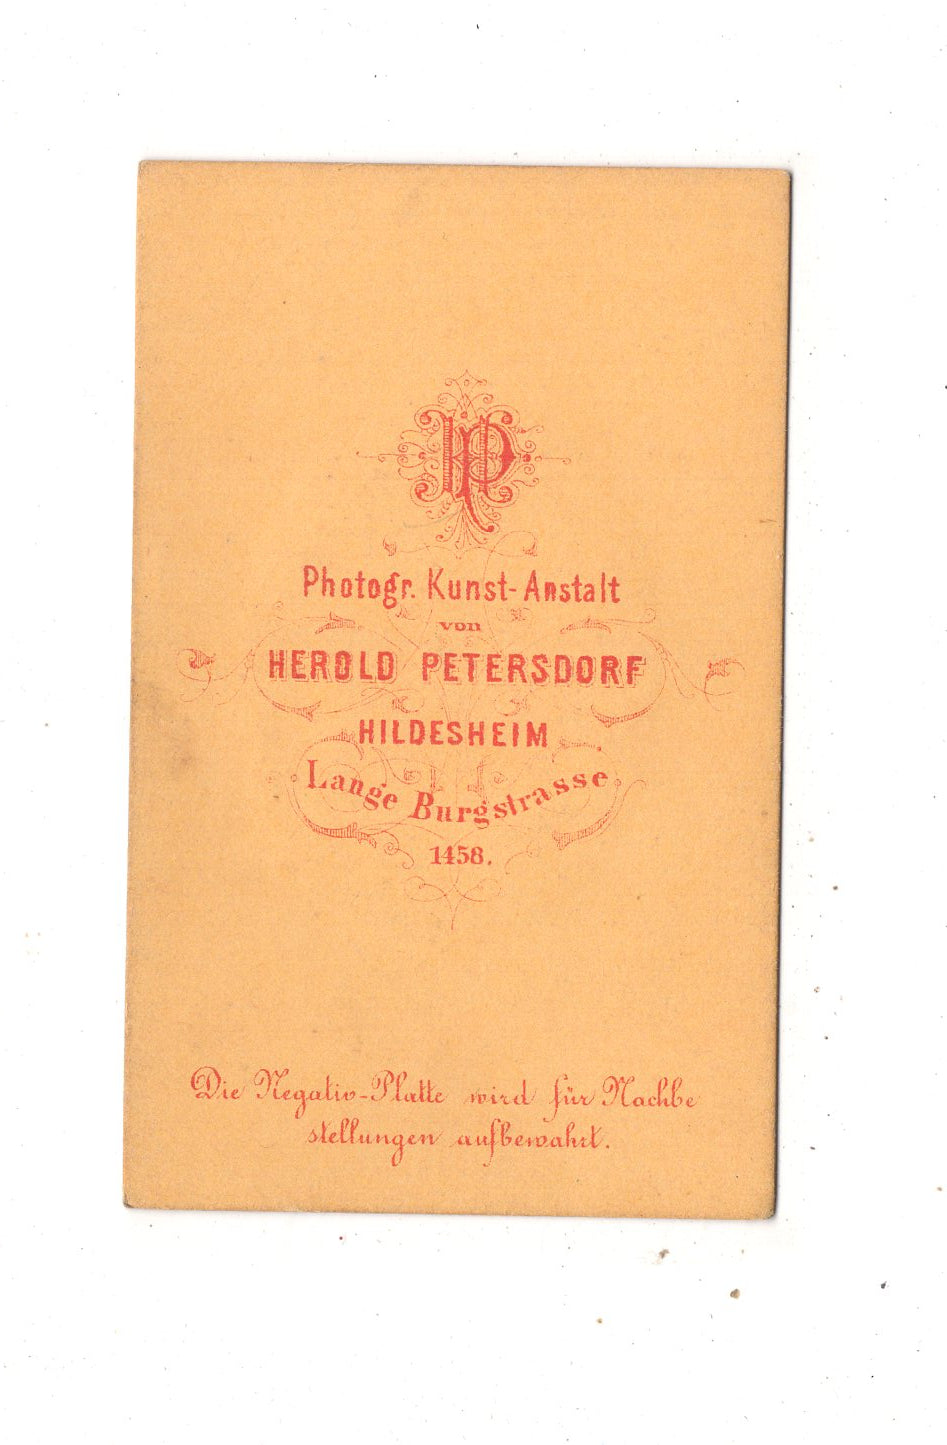 HP
Photogr. Kunst-Anstalt
von
HEROLD PETERSDORF
HILDESHEIM
Lange Burgstrasse
1458.
Die Negativ-Platte wird für Nachbe
stellungen aufbewahrt.